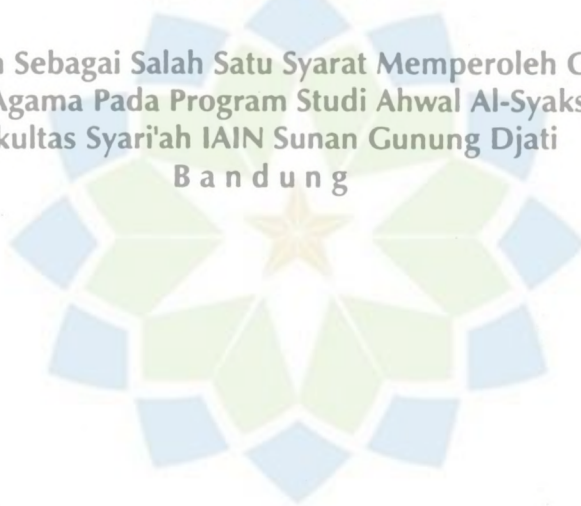 Sebagai Salah Satu Syarat Memperoleh
Agama Pada Program Studi Ahwal Al-Syaks
kultas Syari'ah IAIN Sunan Gunung Djati
B a n d u n g